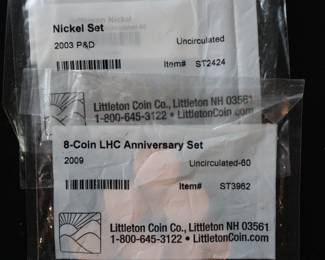 Nickel Set
2003 P&D
Uncirculated
Item# ST2424
Littleton Coin Co., Littleton NH 03561
1-800-645-3122 • LittletonCoin.com
8-Coin LHC Anniversary Set
2009
Uncirculated-60
Item# ST3962
Littleton Coin Co., Littleton NH 03561
1-800-645-3122 • LittletonCoin.com